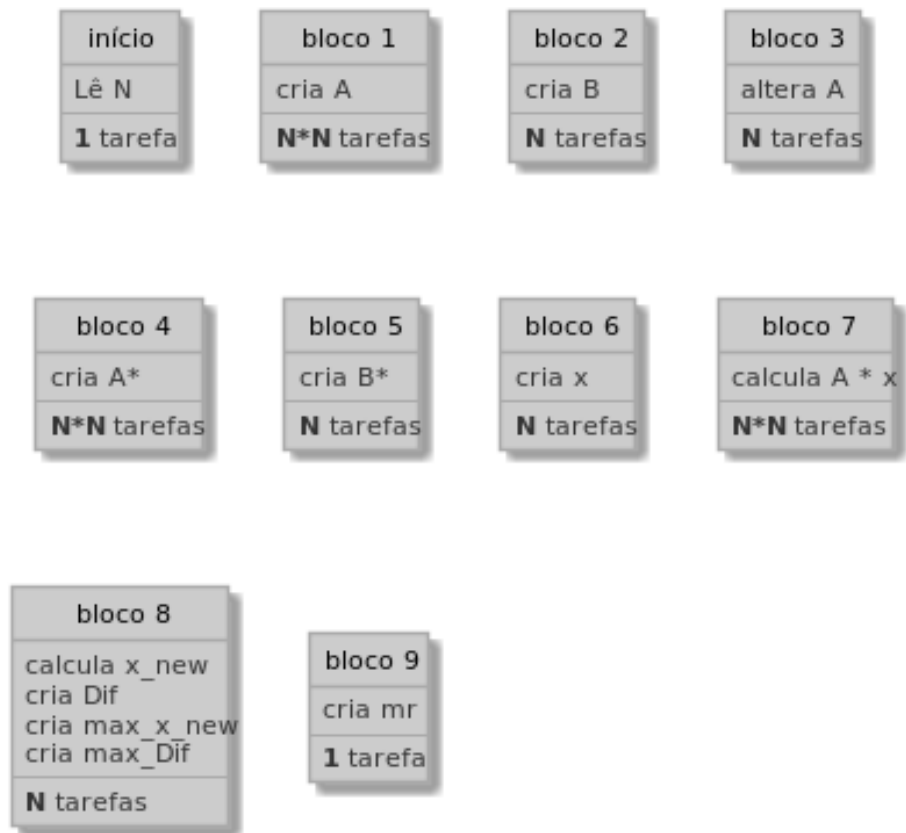 início
Lê N
1 tarefa
bloco 1
cria A
N*N tarefas
bloco 2
cria B
N tarefas
bloco 3
altera A
N tarefas
bloco 4
cria A*
N*N tarefas
bloco 5
cria B*
N tarefas
bloco 6
cria x
N tarefas
bloco 7
calcula A * x
N*N tarefas
bloco 8
calcula x_new
cria Dif
cria max_x_new
cria max_Dif
N tarefas
bloco 9
cria mr
1 tarefa